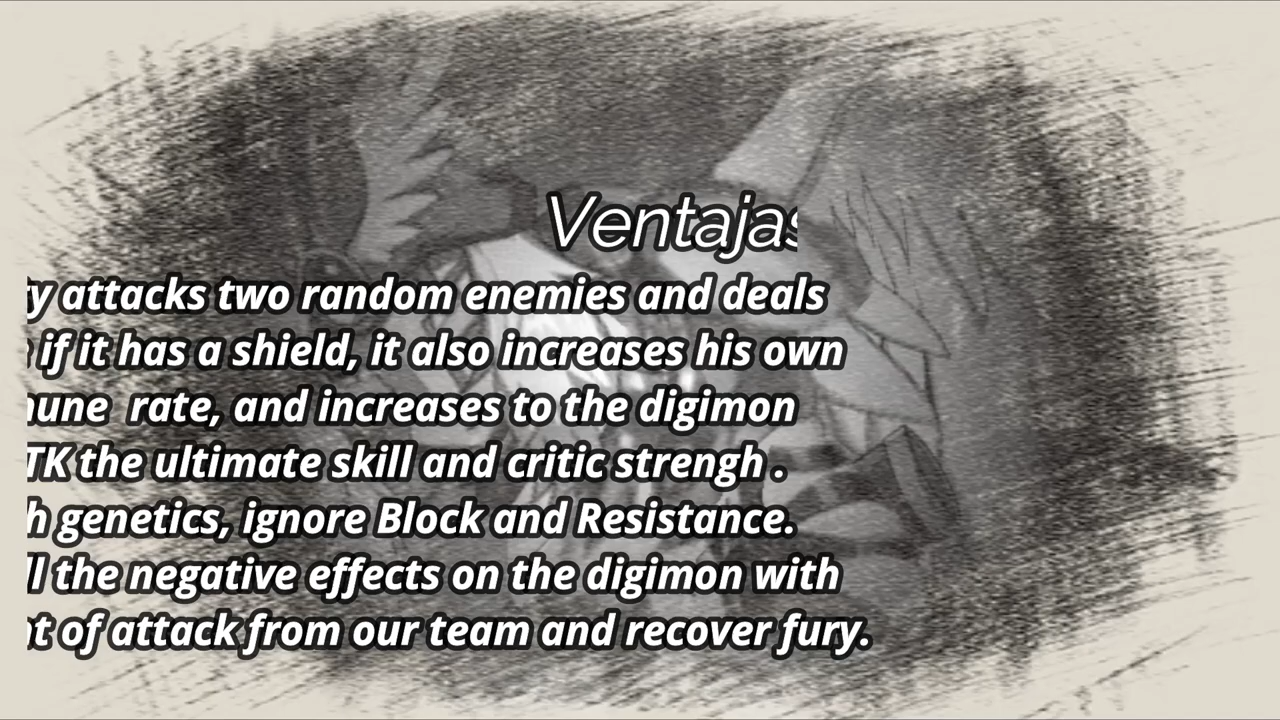 Ventajas
y attacks two random enemies and deals
if it has a shield, it also increases his own
rate, and increases to the digimon
TK the ultimate skill and critic strengh .
h genetics, ignore Block and Resistance.
the negative effects on the digimon with
of attack from our team and recover fury.